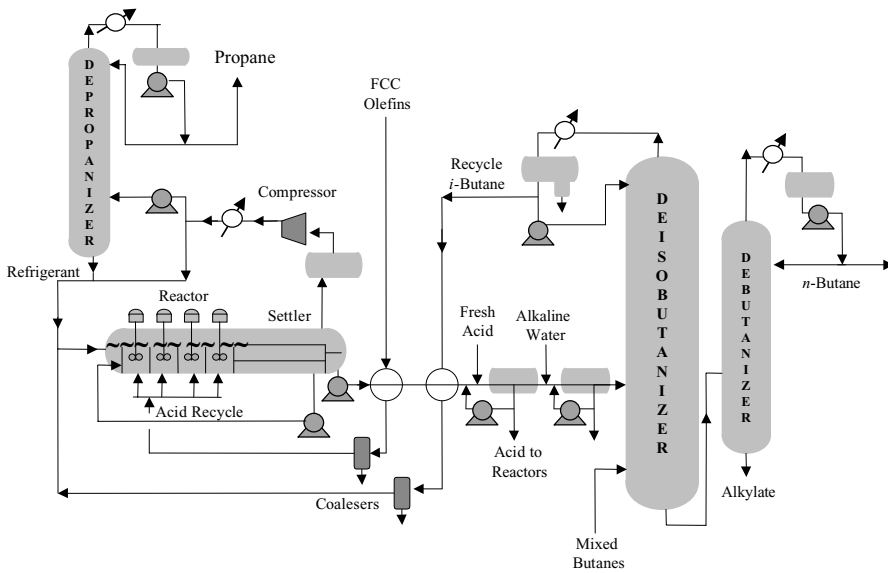 DEPROPANIZER
Propane
FCC
Olefins
Recycle
i-Butane
Compressor
DEISOBUTANIZER
DEBUTANIZER
Refrigerant
n-Butane
Reactor
Settler
Fresh
Acid
Alkaline
Water
Acid Recycle
Acid to
Reactors
Coalesers
Alkylate
Mixed
Butanes